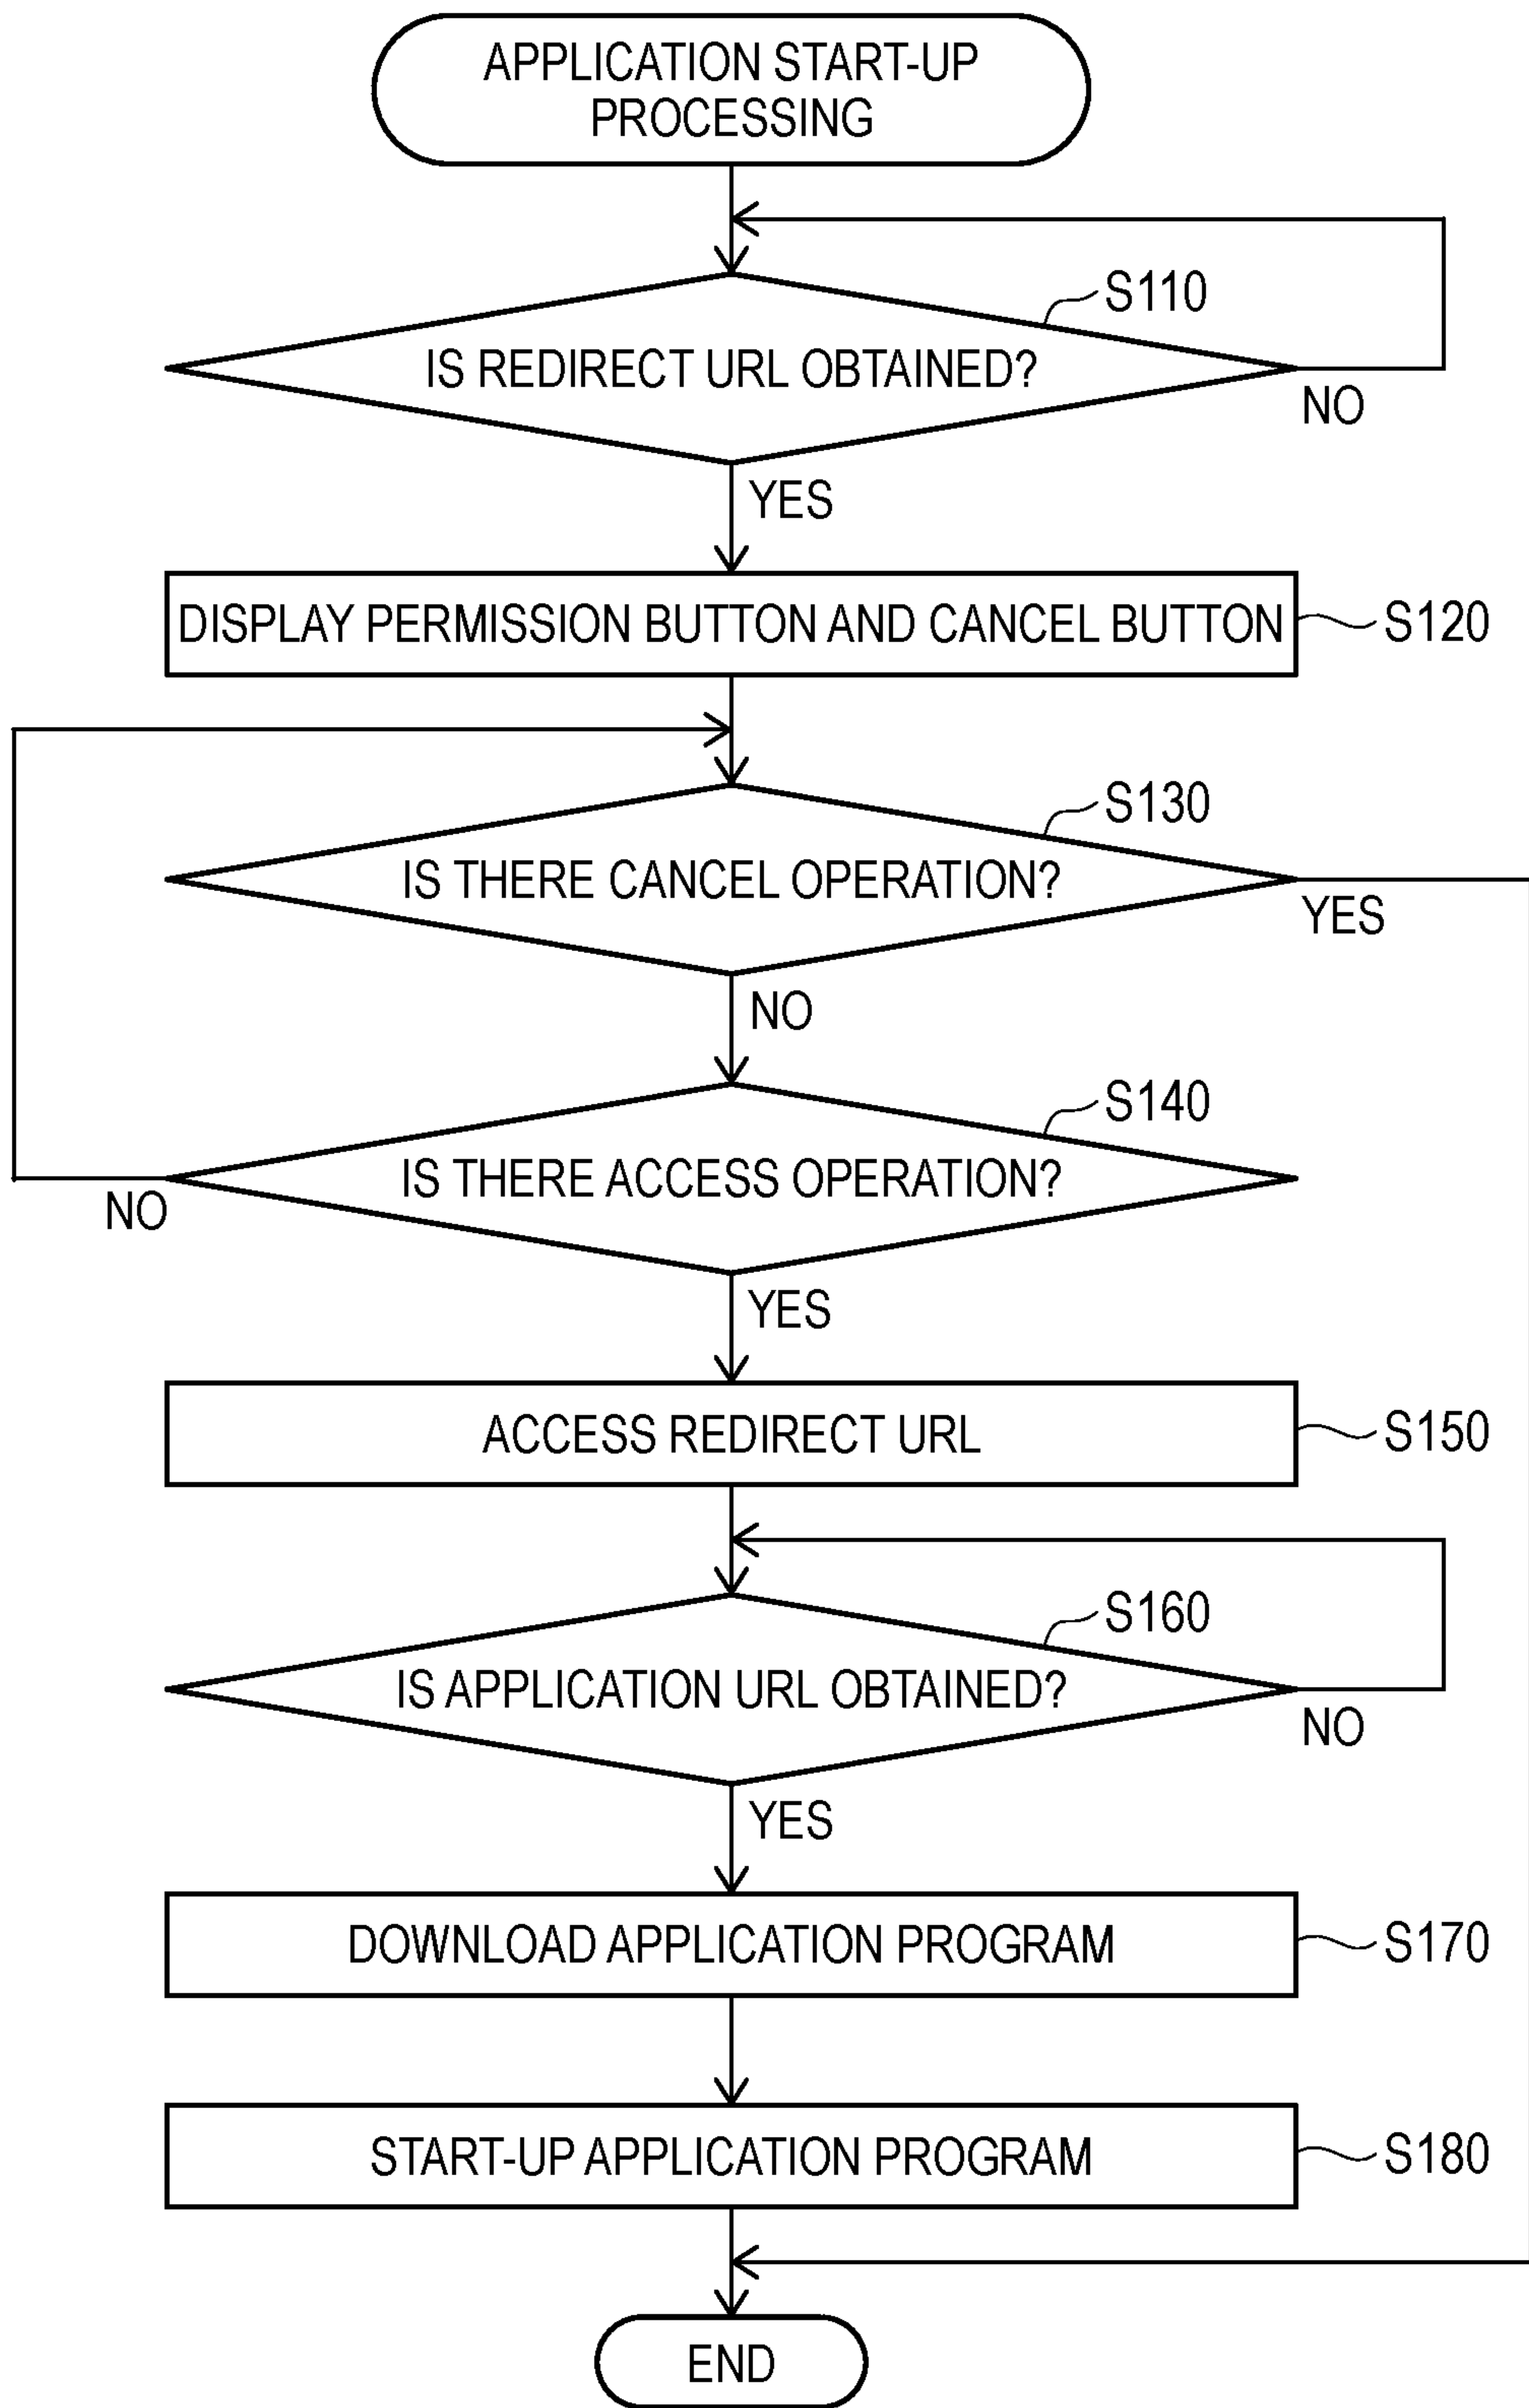 APPLICATION START-UP
PROCESSING
S110
IS REDIRECT URL OBTAINED?
NO
YES
DISPLAY PERMISSION BUTTON AND CANCEL BUTTON
S120
S130
IS THERE CANCEL OPERATION?
YES
NO
S140
IS THERE ACCESS OPERATION?
NO
YES
ACCESS REDIRECT URL
S150
S160
IS APPLICATION URL OBTAINED?
NO
YES
DOWNLOAD APPLICATION PROGRAM
S170
START-UP APPLICATION PROGRAM
S180
END